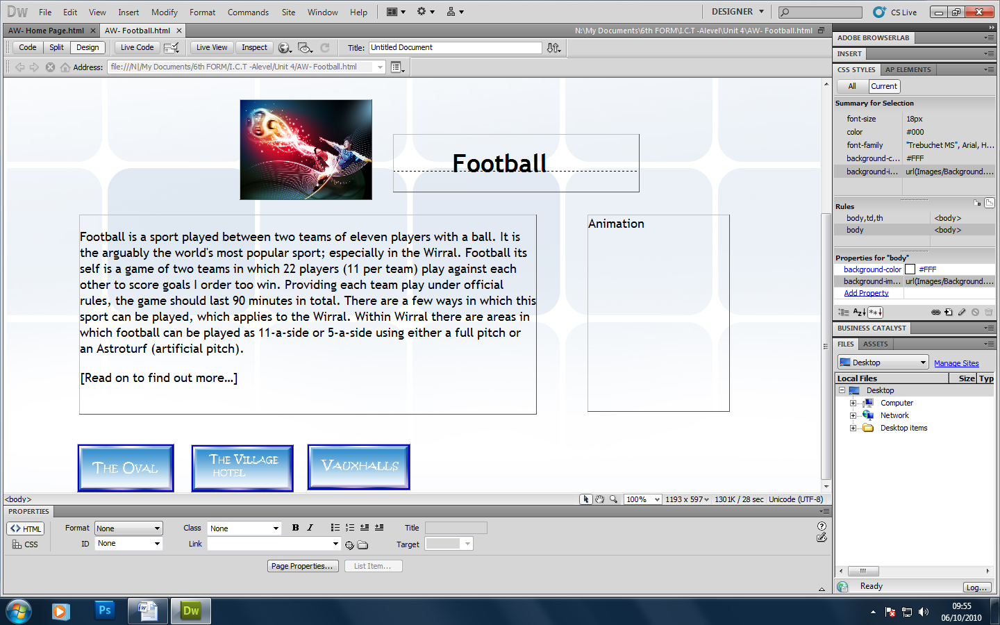 Dw File Edit View Insert Modify Format Commands Site Window Help DESIGNER CS Live
AW- Home Page.html AW- Football.html N:\My Documents\6th FORM\I.C.T -Alevel\Unit 4\AW- Football.html
Code Split Design Live Code Live View Inspect Title: Untitled Document
Address: file:///N|/My Documents/6th FORM/I.C.T -Alevel/Unit 4/AW- Football.html
Football
Football is a sport played between two teams of eleven players with a ball. It is
the arguably the world's most popular sport; especially in the Wirral. Football its
self is a game of two teams in which 22 players (11 per team) play against each
other to score goals I order too win. Providing each team play under official
rules, the game should last 90 minutes in total. There are a few ways in which this
sport can be played, which applies to the Wirral. Within Wirral there are areas in
which football can be played as 11-a-side or 5-a-side using either a full pitch or
an Astroturf (artificial pitch).
[Read on to find out more...]
Animation
The Oval
The Village
Hotel
Vauxhalls
<body> 100% 1193 x 597 1301K / 28 sec Unicode (UTF-8)
PROPERTIES
<> HTML Format None Class None B I Title
CSS ID None Link Target
Page Properties... List Item...
ADOBE BROWSERLAB
INSERT
CSS STYLES AP ELEMENTS
All Current
Summary for Selection
font-size 18px
color #000
font-family "Trebuchet MS", Arial, H...
background-c... #FFF
background-i... url(Images/Background....
Rules
body,td,th <body>
body <body>
Properties for "body"
background-color #FFF
background-im... url(Images/Background....
Add Property
BUSINESS CATALYST
FILES ASSETS
Desktop Manage Sites
Local Files Size Typ
Desktop
Computer
Network
Desktop items
Ready Log...
Ps W Dw
09:55
06/10/2010